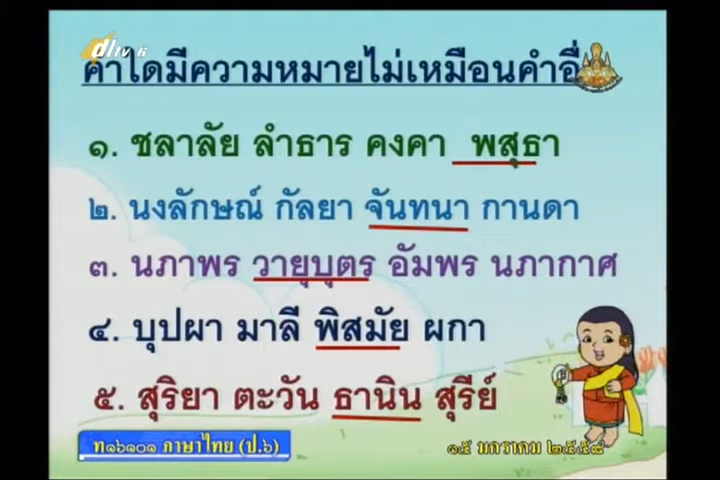 dltv 6
คำใดมีความหมายไม่เหมือนคำอื่
๑. ชลาลัย ลำธาร คงคา พสุธา
๒. นงลักษณ์ กัลยา จันทนา กานดา
๓. นภาพร วายุบุตร อัมพร นภากาศ
๔. บุปผา มาลี พิสมัย ผกา
๕. สุริยา ตะวัน ธานิน สุรีย์
ท๑๖๑๐๑ ภาษาไทย (ป.๖)
๑๕ มกราคม ๒๕๕๘